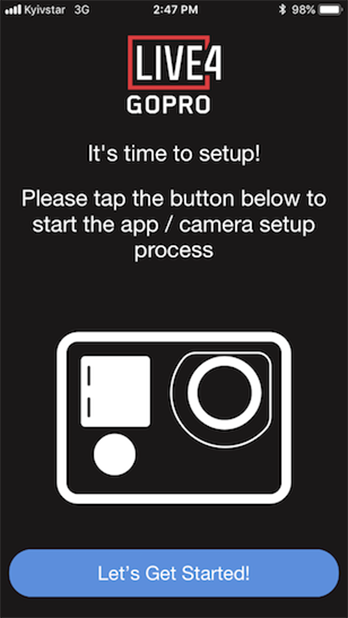 Kyivstar 3G 2:47 PM 98%
LIVE4
GOPRO
It's time to setup!
Please tap the button below to
start the app / camera setup
process
Let's Get Started!